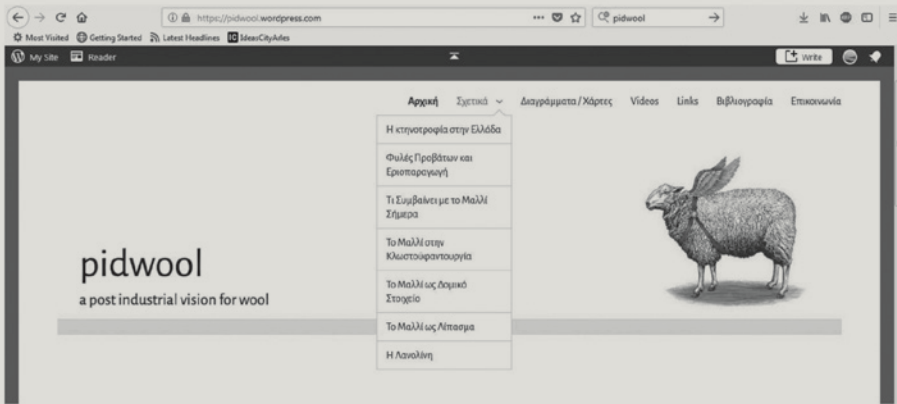 https://pidwool.wordpress.com
pidwool
Most Visited Getting Started Latest Headlines IC IdeasCityArles
My Site Reader Write
Αρχική Σχετικά Διαγράμματα / Χάρτες Videos Links Βιβλιογραφία Επικοινωνία
Η κτηνοτροφία στην Ελλάδα
Φυλές Προβάτων και
Εριοπαραγωγή
Τι Συμβαίνει με το Μαλλί
Σήμερα
Το Μαλλί στην
Κλωστοϋφαντουργία
Το Μαλλί ως Δομικό
Στοιχείο
Το Μαλλί ως Λίπασμα
Η Λανολίνη
pidwool
a post industrial vision for wool